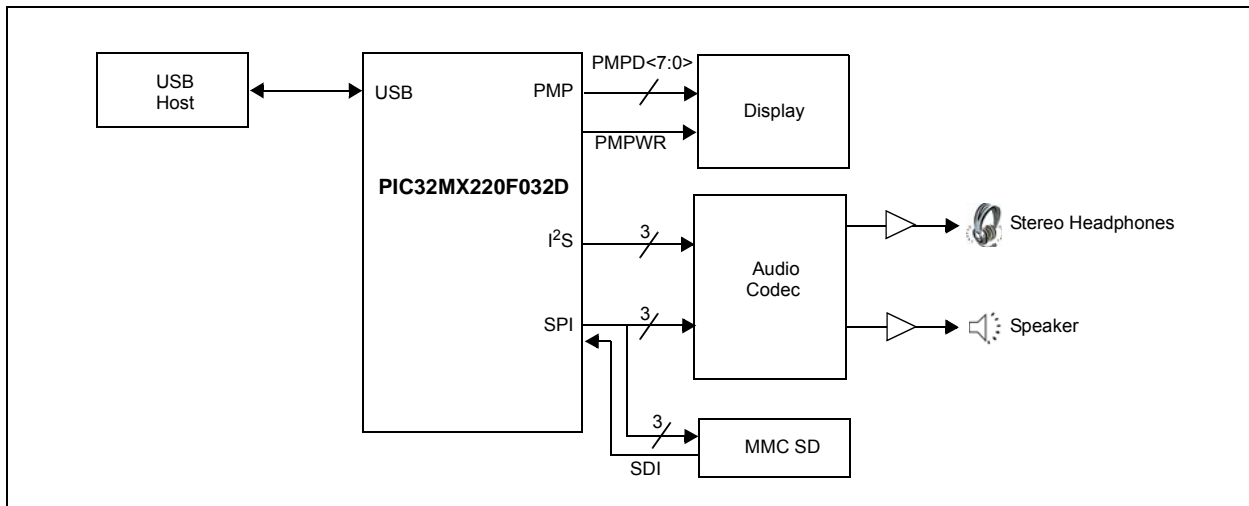 USB
Host
USB
PMP
PMPD<7:0>
PMPWR
Display
PIC32MX220F032D
I²S
3
Audio
Codec
Stereo Headphones
SPI
3
Speaker
3
SDI
MMC SD